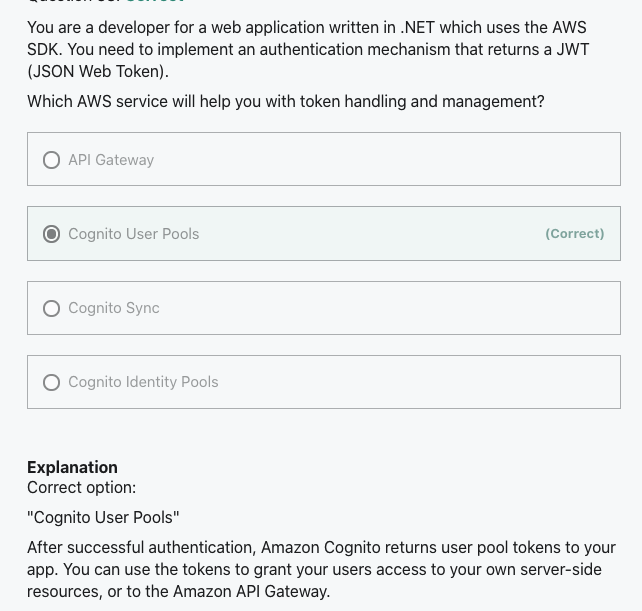 You are a developer for a web application written in .NET which uses the AWS
SDK. You need to implement an authentication mechanism that returns a JWT
(JSON Web Token).
Which AWS service will help you with token handling and management?
API Gateway
Cognito User Pools (Correct)
Cognito Sync
Cognito Identity Pools
Explanation
Correct option:
"Cognito User Pools"
After successful authentication, Amazon Cognito returns user pool tokens to your
app. You can use the tokens to grant your users access to your own server-side
resources, or to the Amazon API Gateway.